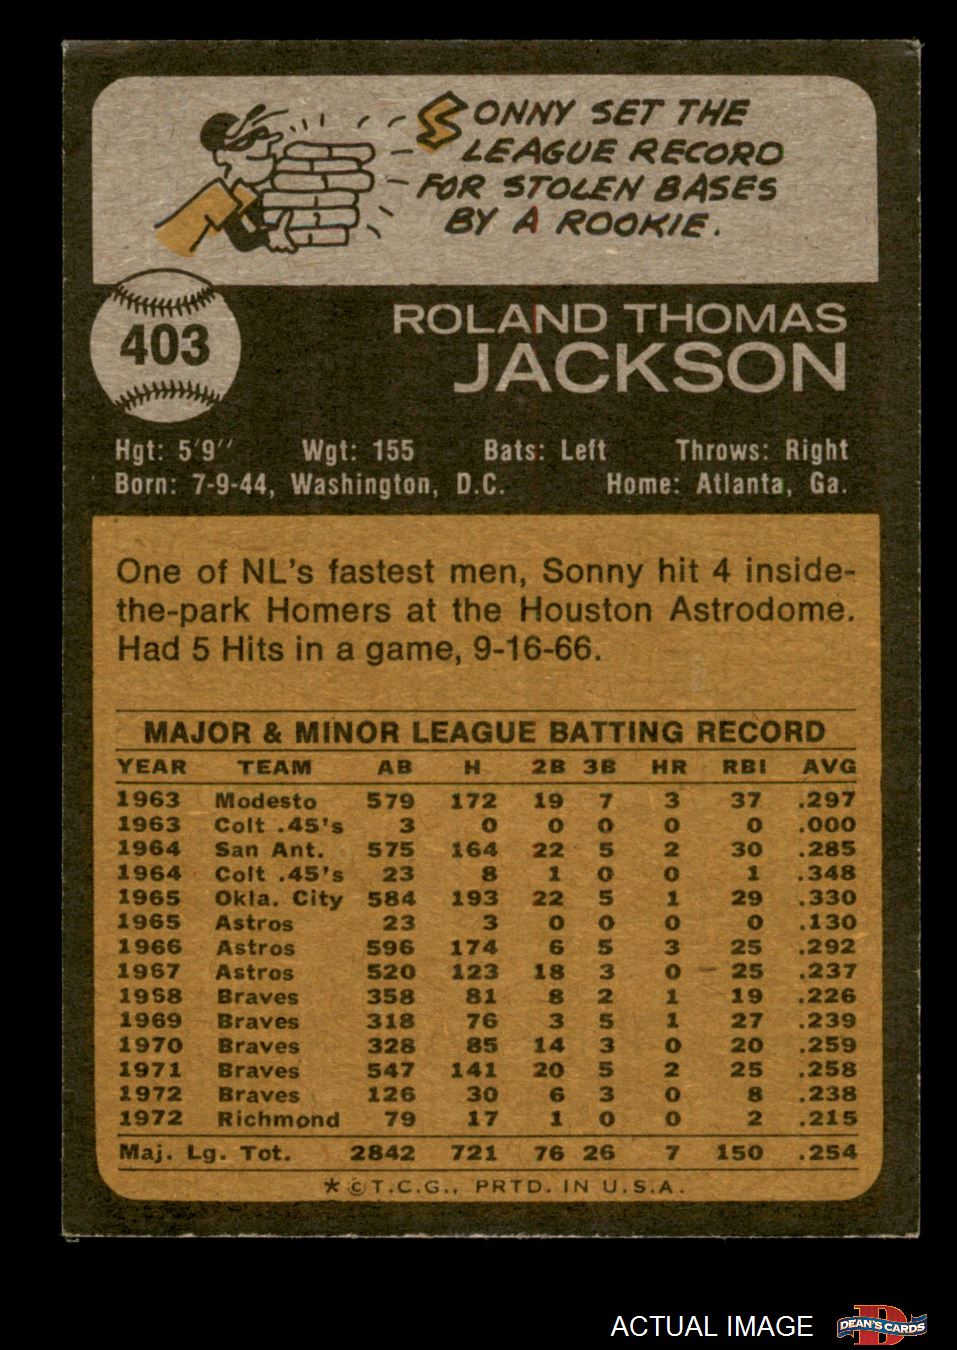 SONNY SET THE
LEAGUE RECORD
FOR STOLEN BASES
BY A ROOKIE.
403
ROLAND THOMAS
JACKSON
Hgt: 5'9" Wgt: 155 Bats: Left Throws: Right
Born: 7-9-44, Washington, D.C. Home: Atlanta, Ga.
One of NL's fastest men, Sonny hit 4 inside-
the-park Homers at the Houston Astrodome.
Had 5 Hits in a game, 9-16-66.
MAJOR & MINOR LEAGUE BATTING RECORD
YEAR TEAM AB H 2B 3B HR RBI AVG
1963 Modesto 579 172 19 7 3 37 .297
1963 Colt .45's 3 0 0 0 0 0 .000
1964 San Ant. 575 164 22 5 2 30 .285
1964 Colt .45's 23 8 1 0 0 1 .348
1965 Okla. City 584 193 22 5 1 29 .330
1965 Astros 23 3 0 0 0 0 .130
1966 Astros 596 174 6 5 3 25 .292
1967 Astros 520 123 18 3 0 25 .237
1968 Braves 358 81 8 2 1 19 .226
1969 Braves 318 76 3 5 1 27 .239
1970 Braves 328 85 14 3 0 20 .259
1971 Braves 547 141 20 5 2 25 .258
1972 Braves 126 30 6 3 0 8 .238
1972 Richmond 79 17 1 0 0 2 .215
Maj. Lg. Tot. 2842 721 76 26 7 150 .254
*©T.C.G., PRTD. IN U.S.A.
ACTUAL IMAGE
D
DEAN'S CARDS